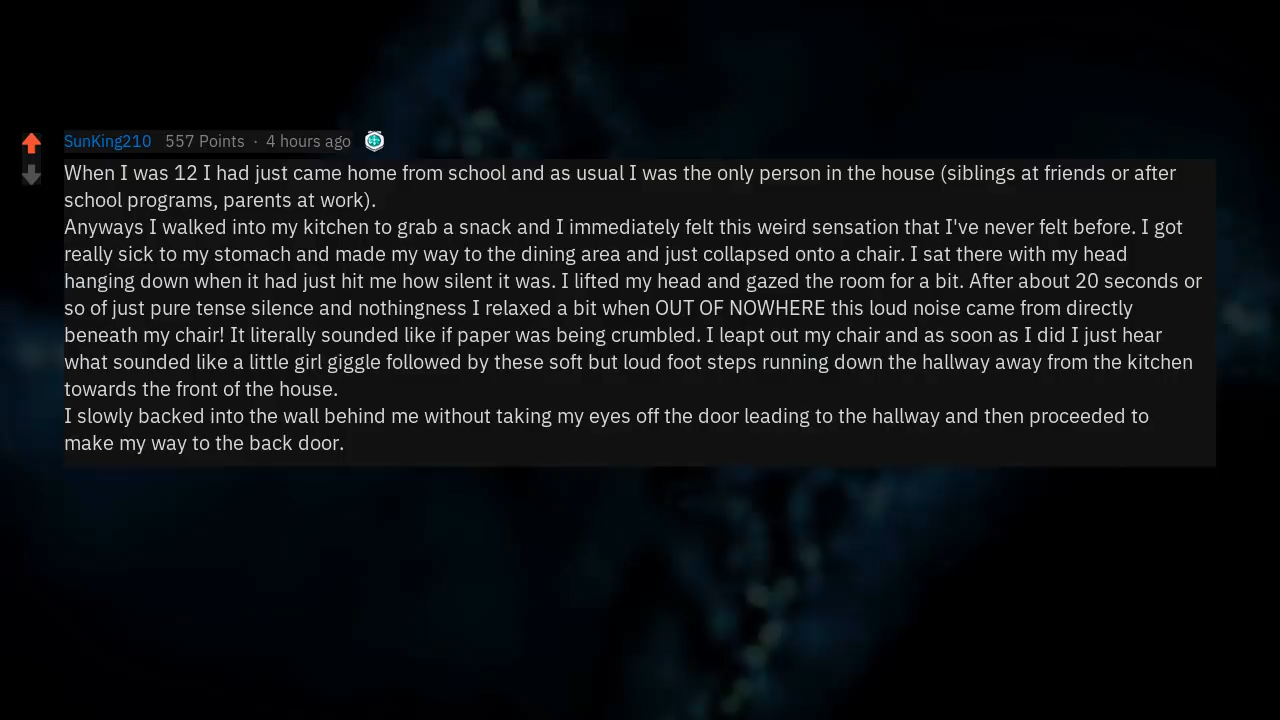 SunKing210 557 Points · 4 hours ago
When I was 12 I had just came home from school and as usual I was the only person in the house (siblings at friends or after
school programs, parents at work).
Anyways I walked into my kitchen to grab a snack and I immediately felt this weird sensation that I've never felt before. I got
really sick to my stomach and made my way to the dining area and just collapsed onto a chair. I sat there with my head
hanging down when it had just hit me how silent it was. I lifted my head and gazed the room for a bit. After about 20 seconds or
so of just pure tense silence and nothingness I relaxed a bit when OUT OF NOWHERE this loud noise came from directly
beneath my chair! It literally sounded like if paper was being crumbled. I leapt out my chair and as soon as I did I just hear
what sounded like a little girl giggle followed by these soft but loud foot steps running down the hallway away from the kitchen
towards the front of the house.
I slowly backed into the wall behind me without taking my eyes off the door leading to the hallway and then proceeded to
make my way to the back door.